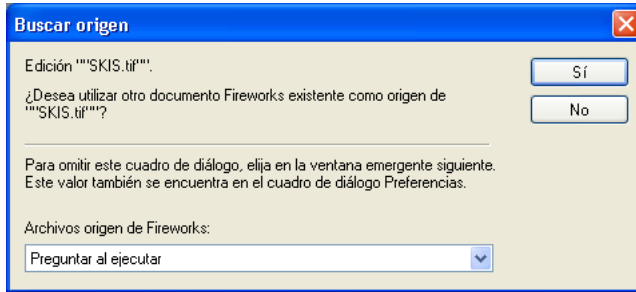 Buscar origen
Edición ""'SKIS.tif'"".
Sí
¿Desea utilizar otro documento Fireworks existente como origen de
""'SKIS.tif'""?
No
Para omitir este cuadro de diálogo, elija en la ventana emergente siguiente.
Este valor también se encuentra en el cuadro de diálogo Preferencias.
Archivos origen de Fireworks:
Preguntar al ejecutar